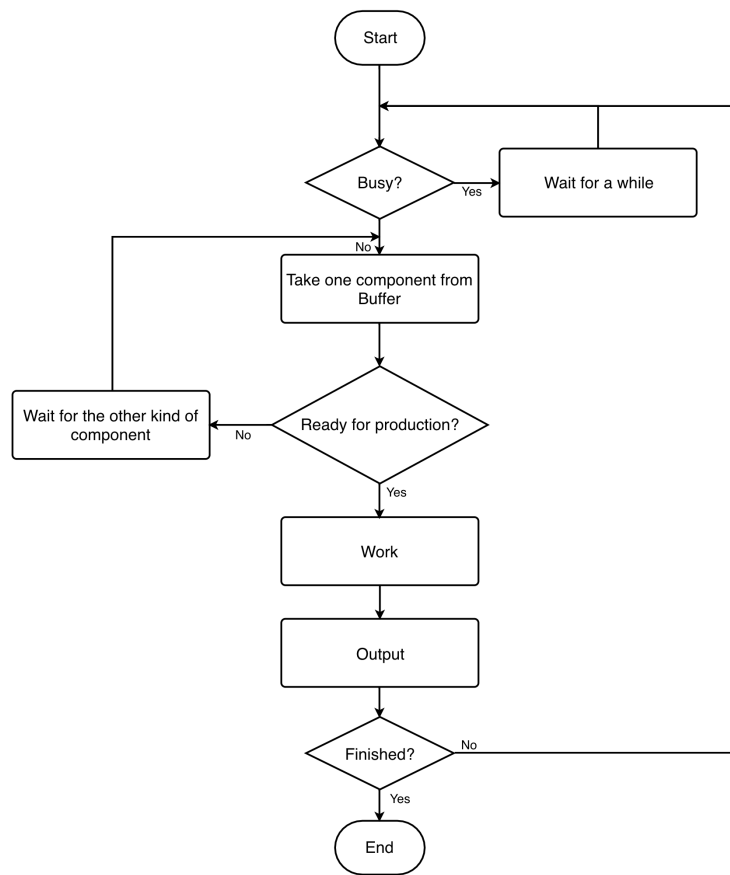 Start
Busy?
Yes
Wait for a while
No
Take one component from
Buffer
Ready for production?
No
Wait for the other kind of
component
Yes
Work
Output
Finished?
No
Yes
End